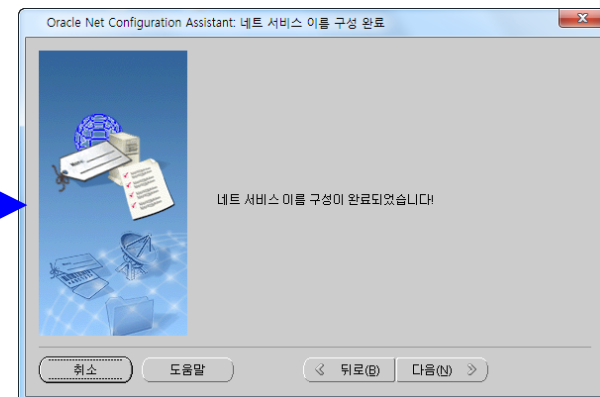 Oracle Net Configuration Assistant: 네트 서비스 이름 구성 완료
네트 서비스 이름 구성이 완료되었습니다!
취소
도움말
뒤로(B)
다음(N)